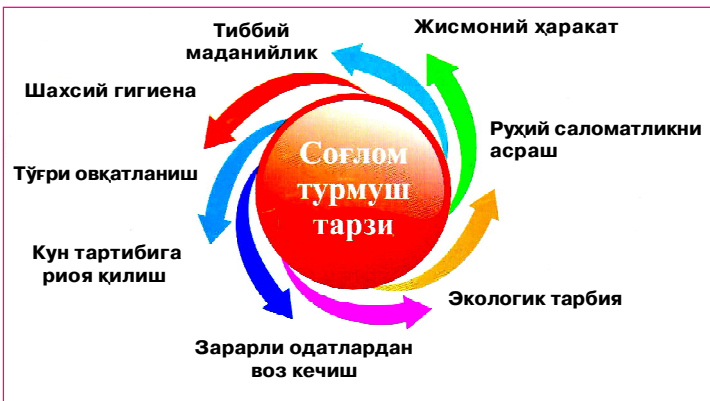 Тиббий
маданийлик
Жисмоний ҳаракат
Шахсий гигиена
Руҳий саломатликни
асраш
Соғлом
турмуш
тарзи
Тўғри овқатланиш
Кун тартибига
риоя қилиш
Экологик тарбия
Зарарли одатлардан
воз кечиш